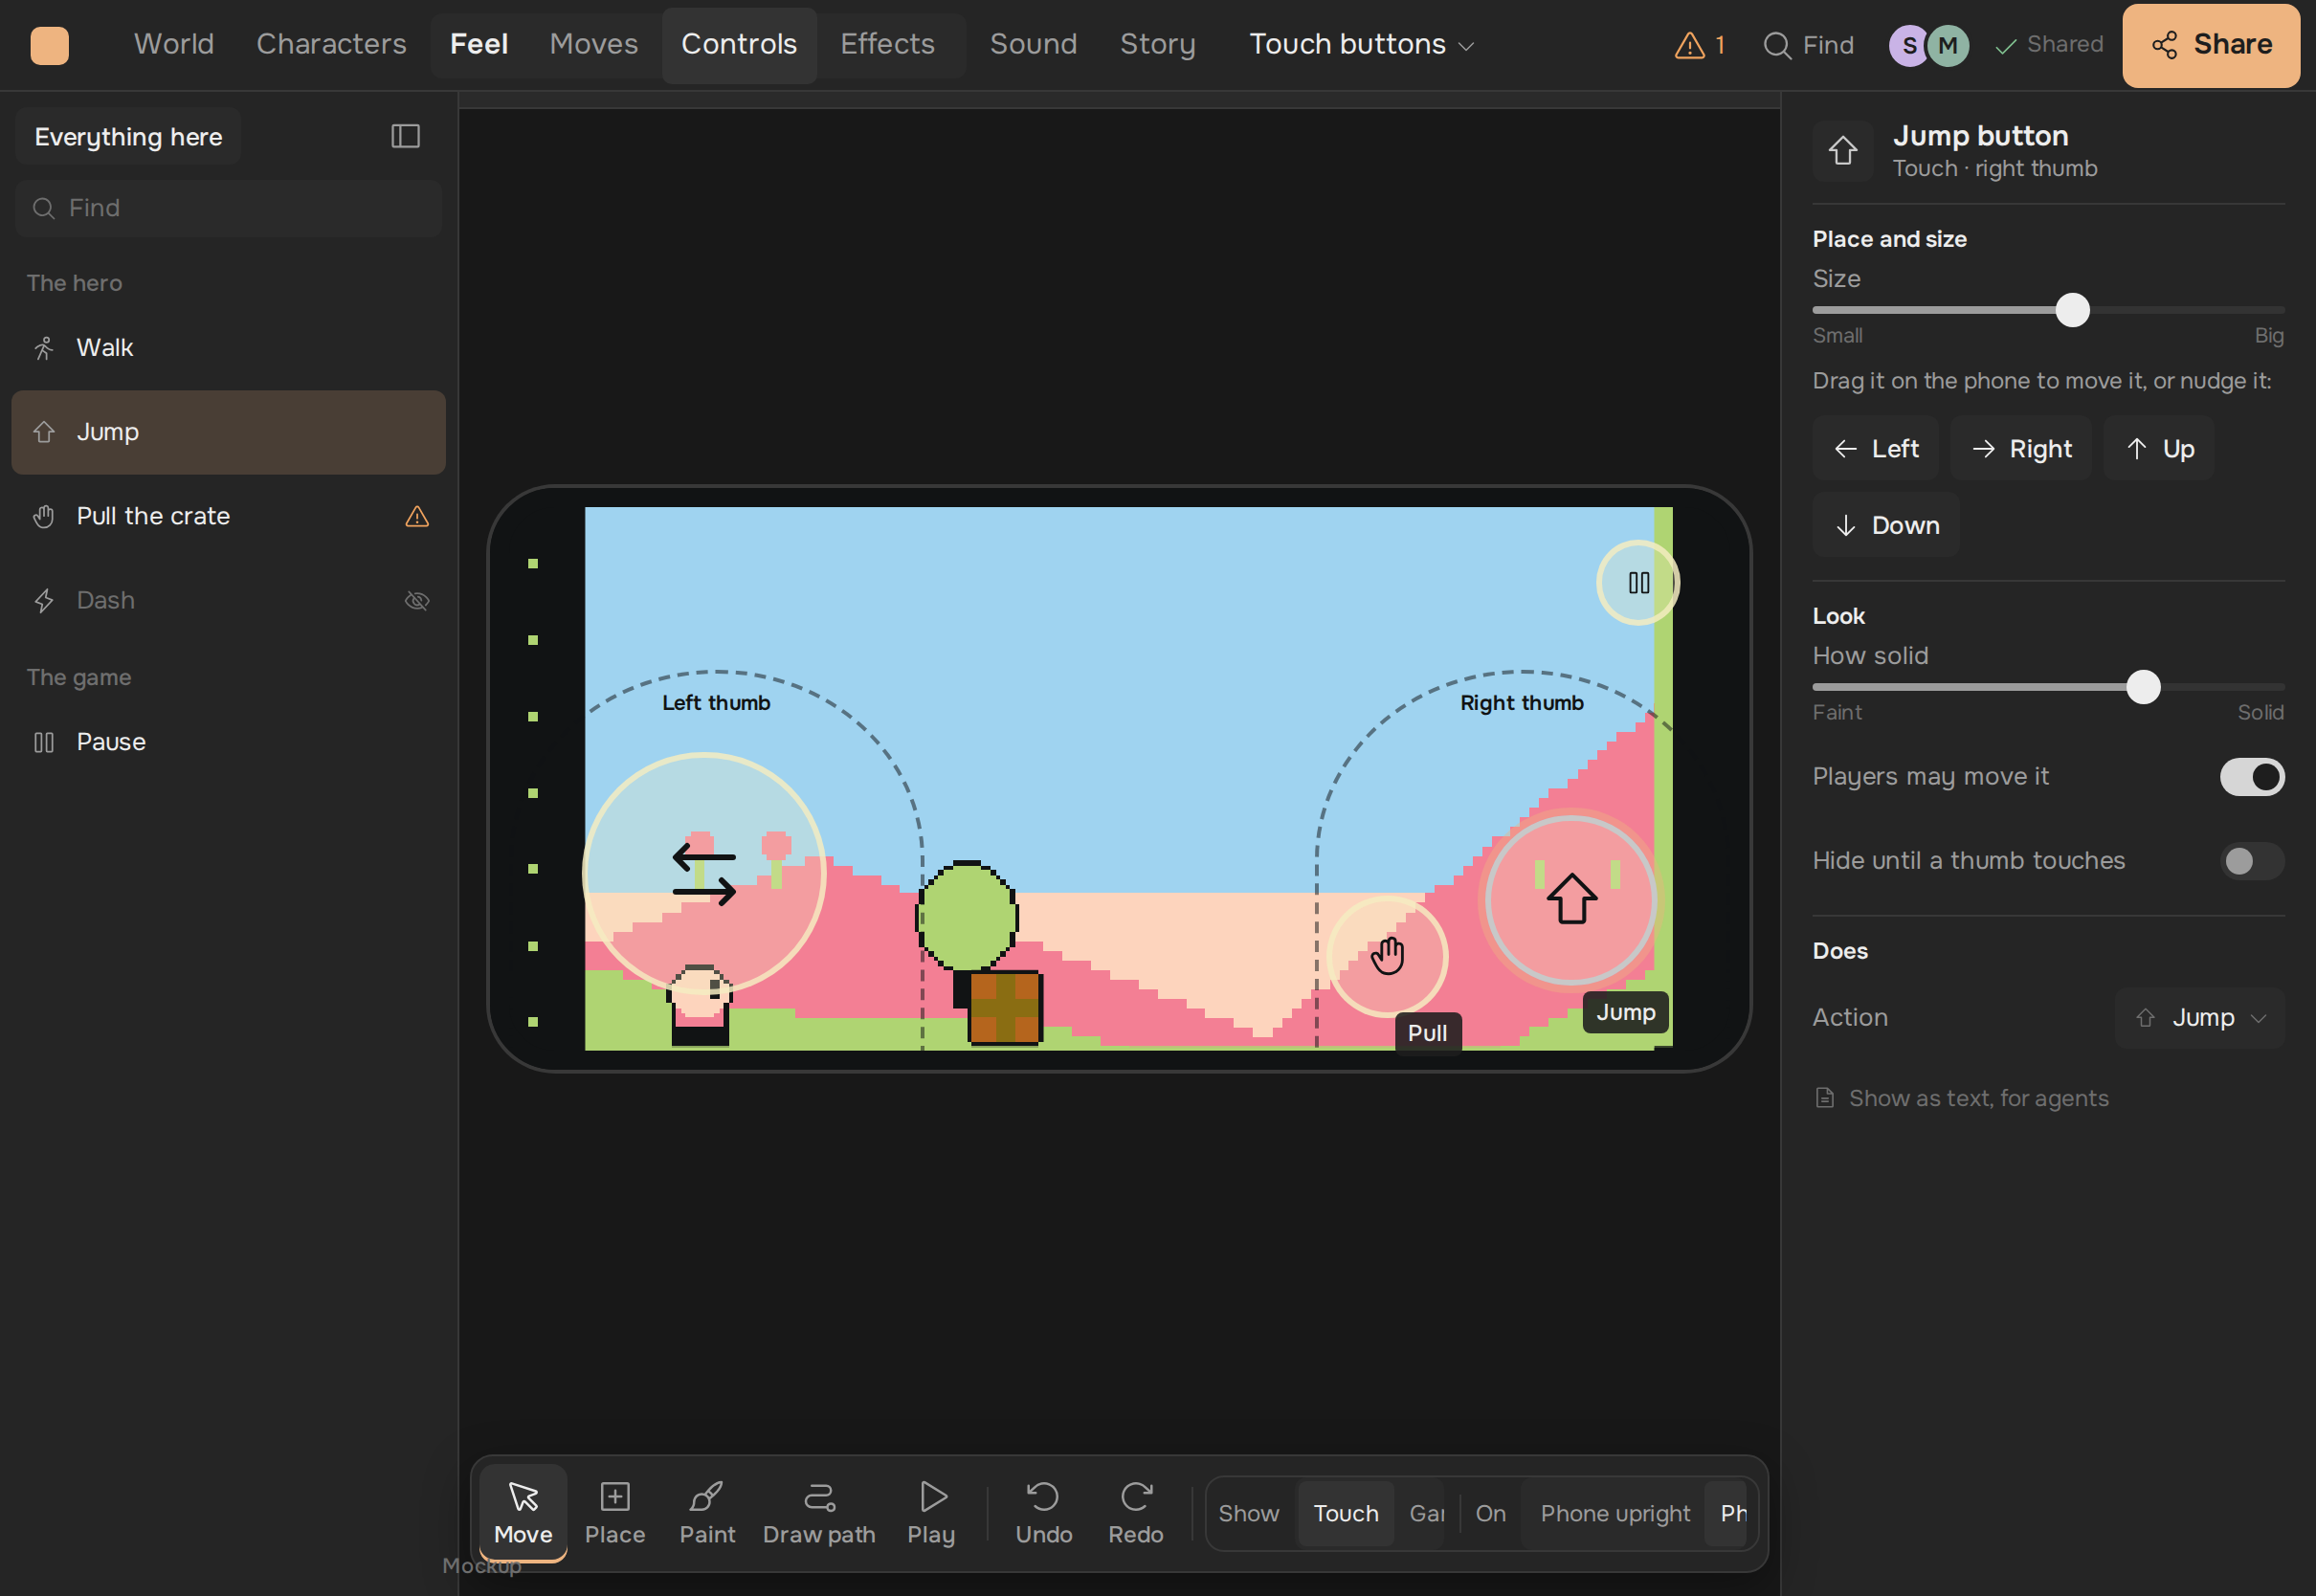 World Characters Feel Moves Controls Effects Sound Story Touch buttons 1 Find S M Shared Share
Everything here
Find
The hero
Walk
Jump
Pull the crate
Dash
The game
Pause
Left thumb
Right thumb
Pull
Jump
Jump button
Touch · right thumb
Place and size
Size
Small Big
Drag it on the phone to move it, or nudge it:
Left Right Up
Down
Look
How solid
Faint Solid
Players may move it
Hide until a thumb touches
Does
Action Jump
Show as text, for agents
Move Place Paint Draw path Play Undo Redo Show Touch On Phone upright
Mockup